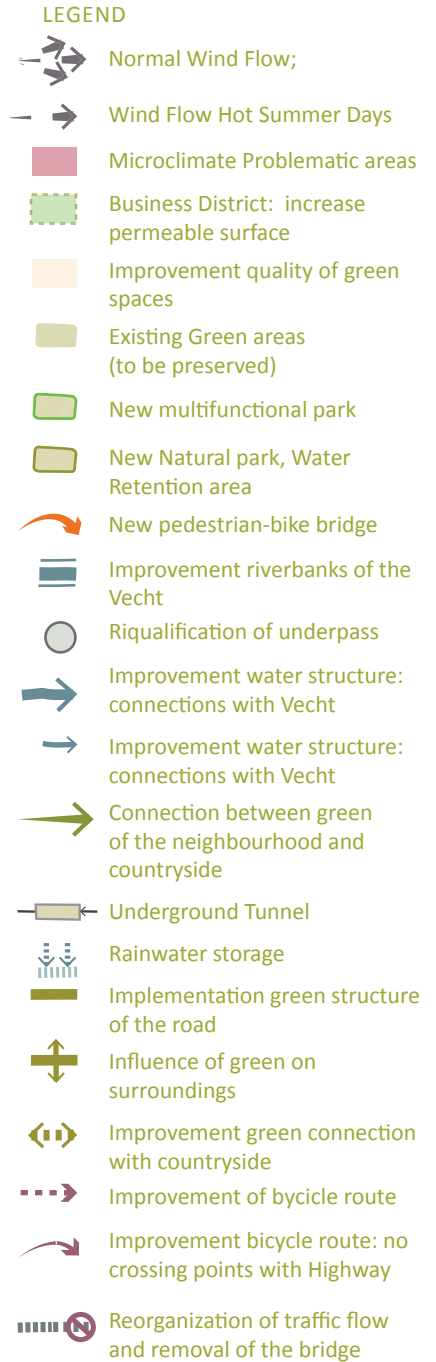 LEGEND
Normal Wind Flow;
Wind Flow Hot Summer Days
Microclimate Problematic areas
Business District: increase
permeable surface
Improvement quality of green
spaces
Existing Green areas
(to be preserved)
New multifunctional park
New Natural park, Water
Retention area
New pedestrian-bike bridge
Improvement riverbanks of the
Vecht
Riqualification of underpass
Improvement water structure:
connections with Vecht
Improvement water structure:
connections with Vecht
Connection between green
of the neighbourhood and
countryside
Underground Tunnel
Rainwater storage
Implementation green structure
of the road
Influence of green on
surroundings
Improvement green connection
with countryside
Improvement of bycicle route
Improvement bicycle route: no
crossing points with Highway
Reorganization of traffic flow
and removal of the bridge